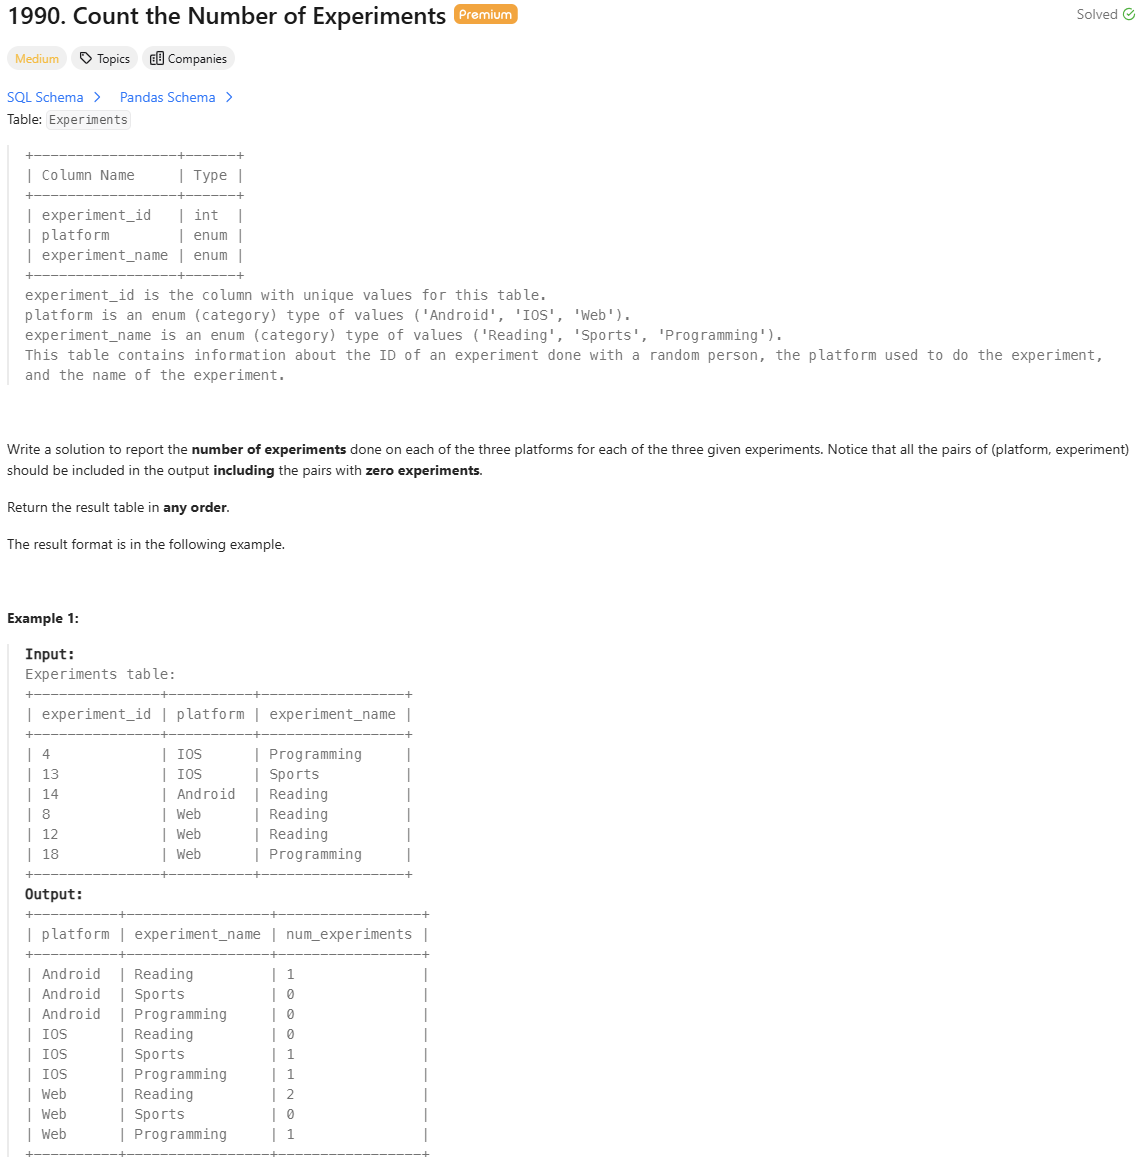 1990. Count the Number of Experiments Premium Solved
Medium Topics Companies
SQL Schema > Pandas Schema >
Table: Experiments
+-----------------+------+
| Column Name     | Type |
+-----------------+------+
| experiment_id   | int  |
| platform        | enum |
| experiment_name | enum |
+-----------------+------+
experiment_id is the column with unique values for this table.
platform is an enum (category) type of values ('Android', 'IOS', 'Web').
experiment_name is an enum (category) type of values ('Reading', 'Sports', 'Programming').
This table contains information about the ID of an experiment done with a random person, the platform used to do the experiment,
and the name of the experiment.
Write a solution to report the number of experiments done on each of the three platforms for each of the three given experiments. Notice that all the pairs of (platform, experiment)
should be included in the output including the pairs with zero experiments.
Return the result table in any order.
The result format is in the following example.
Example 1:
Input:
Experiments table:
+---------------+----------+-----------------+
| experiment_id | platform | experiment_name |
+---------------+----------+-----------------+
| 4             | IOS      | Programming     |
| 13            | IOS      | Sports          |
| 14            | Android  | Reading         |
| 8             | Web      | Reading         |
| 12            | Web      | Reading         |
| 18            | Web      | Programming     |
+---------------+----------+-----------------+
Output:
+----------+-----------------+-----------------+
| platform | experiment_name | num_experiments |
+----------+-----------------+-----------------+
| Android  | Reading         | 1               |
| Android  | Sports          | 0               |
| Android  | Programming     | 0               |
| IOS      | Reading         | 0               |
| IOS      | Sports          | 1               |
| IOS      | Programming     | 1               |
| Web      | Reading         | 2               |
| Web      | Sports          | 0               |
| Web      | Programming     | 1               |
+----------+-----------------+-----------------+